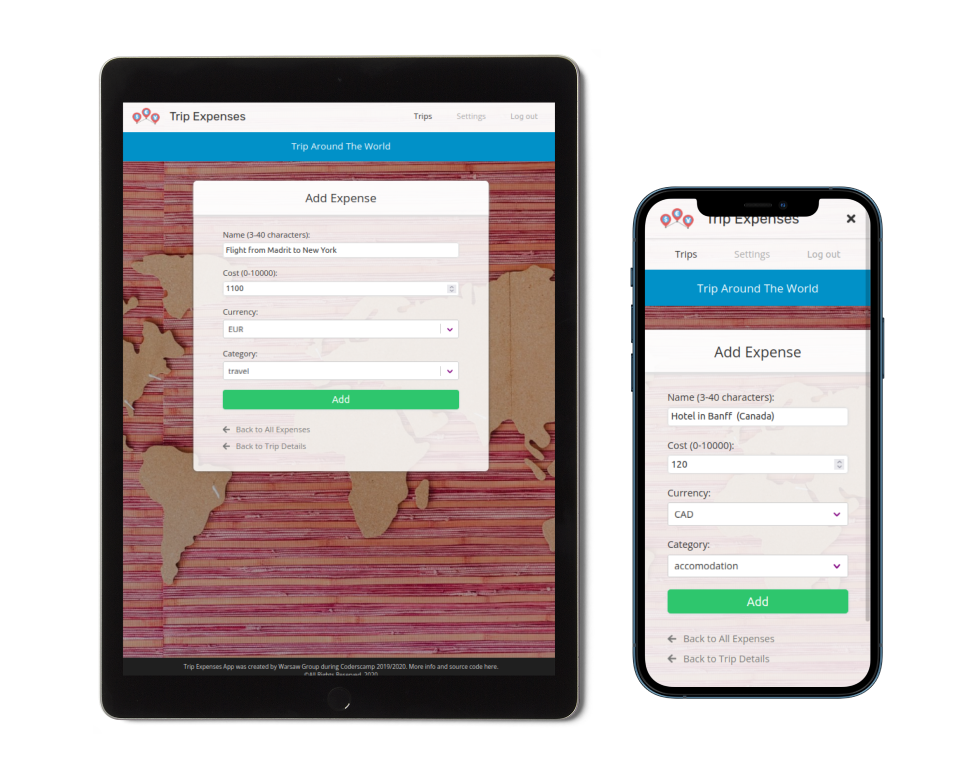 Trip Expenses
Trips Settings Log out
Trip Around The World
Add Expense
Name (3-40 characters):
Flight from Madrit to New York
Cost (0-10000):
1100
Currency:
EUR
Category:
travel
Add
Back to All Expenses
Back to Trip Details
Trip Expenses App was created by Warsaw Group during Coderscamp 2019/2020. More info and source code here.
©All Rights Reserved, 2020
Trip Expenses
Trips Settings Log out
Trip Around The World
Add Expense
Name (3-40 characters):
Hotel in Banff (Canada)
Cost (0-10000):
120
Currency:
CAD
Category:
accomodation
Add
Back to All Expenses
Back to Trip Details